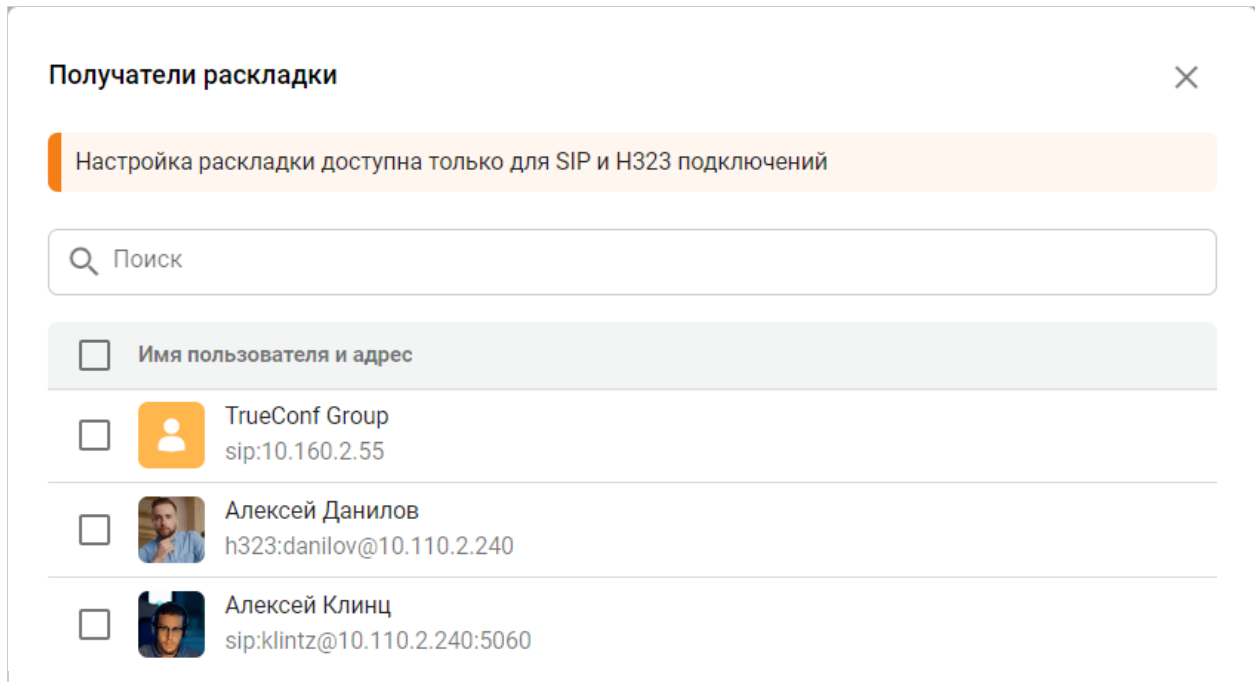 Получатели раскладки
Настройка раскладки доступна только для SIP и H323 подключений
Поиск
Имя пользователя и адрес
TrueConf Group
sip:10.160.2.55
Алексей Данилов
h323:danilov@10.110.2.240
Алексей Клинц
sip:klintz@10.110.2.240:5060